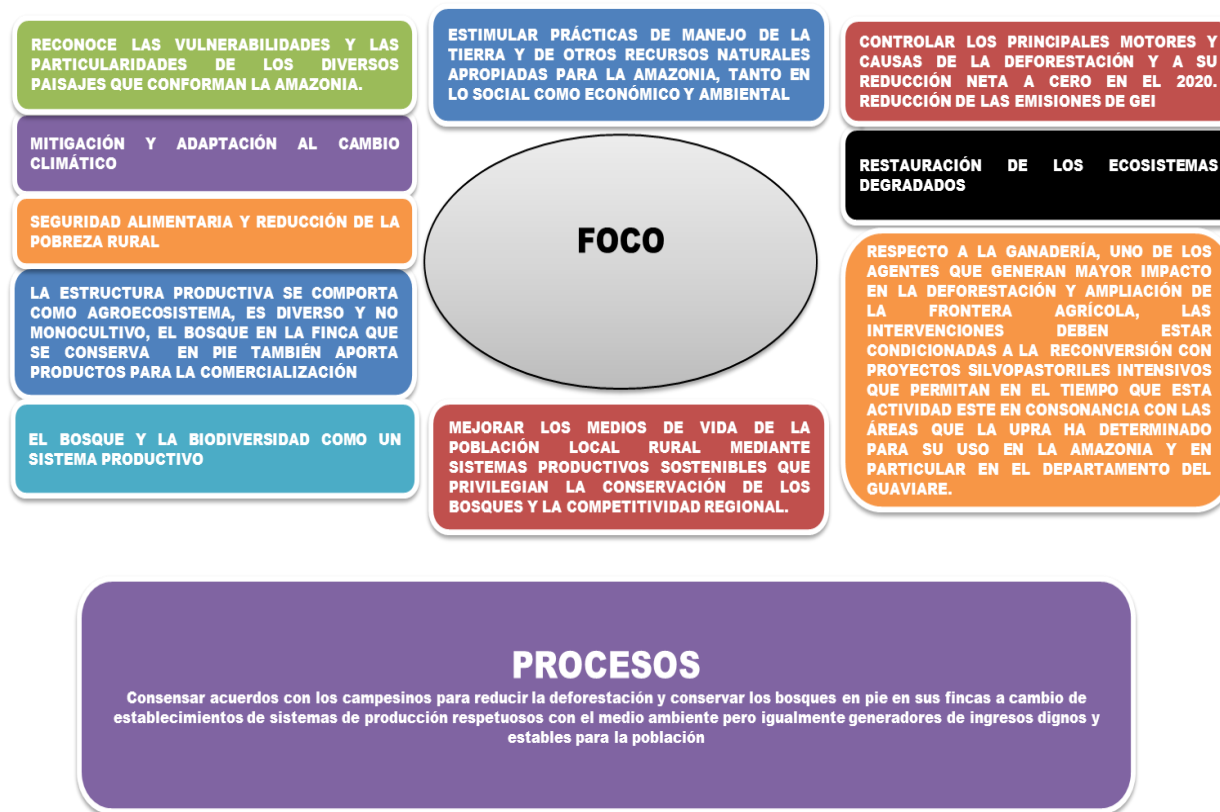 RECONOCE LAS VULNERABILIDADES Y LAS
PARTICULARIDADES DE LOS DIVERSOS
PAISAJES QUE CONFORMAN LA AMAZONIA.
MITIGACIÓN Y ADAPTACIÓN AL CAMBIO
CLIMÁTICO
SEGURIDAD ALIMENTARIA Y REDUCCIÓN DE LA
POBREZA RURAL
LA ESTRUCTURA PRODUCTIVA SE COMPORTA
COMO AGROECOSISTEMA, ES DIVERSO Y NO
MONOCULTIVO, EL BOSQUE EN LA FINCA QUE
SE CONSERVA EN PIE TAMBIÉN APORTA
PRODUCTOS PARA LA COMERCIALIZACIÓN
EL BOSQUE Y LA BIODIVERSIDAD COMO UN
SISTEMA PRODUCTIVO
ESTIMULAR PRÁCTICAS DE MANEJO DE LA
TIERRA Y DE OTROS RECURSOS NATURALES
APROPIADAS PARA LA AMAZONIA, TANTO EN
LO SOCIAL COMO ECONÓMICO Y AMBIENTAL
FOCO
MEJORAR LOS MEDIOS DE VIDA DE LA
POBLACIÓN LOCAL RURAL MEDIANTE
SISTEMAS PRODUCTIVOS SOSTENIBLES QUE
PRIVILEGIAN LA CONSERVACIÓN DE LOS
BOSQUES Y LA COMPETITIVIDAD REGIONAL.
CONTROLAR LOS PRINCIPALES MOTORES Y
CAUSAS DE LA DEFORESTACIÓN Y A SU
REDUCCIÓN NETA A CERO EN EL 2020.
REDUCCIÓN DE LAS EMISIONES DE GEI
RESTAURACIÓN DE LOS ECOSISTEMAS
DEGRADADOS
RESPECTO A LA GANADERÍA, UNO DE LOS
AGENTES QUE GENERAN MAYOR IMPACTO
EN LA DEFORESTACIÓN Y AMPLIACIÓN DE
LA FRONTERA AGRÍCOLA, LAS
INTERVENCIONES DEBEN ESTAR
CONDICIONADAS A LA RECONVERSIÓN CON
PROYECTOS SILVOPASTORILES INTENSIVOS
QUE PERMITAN EN EL TIEMPO QUE ESTA
ACTIVIDAD ESTE EN CONSONANCIA CON LAS
ÁREAS QUE LA UPRA HA DETERMINADO
PARA SU USO EN LA AMAZONIA Y EN
PARTICULAR EN EL DEPARTAMENTO DEL
GUAVIARE.
PROCESOS
Consensar acuerdos con los campesinos para reducir la deforestación y conservar los bosques en pie en sus fincas a cambio de
establecimientos de sistemas de producción respetuosos con el medio ambiente pero igualmente generadores de ingresos dignos y
estables para la población